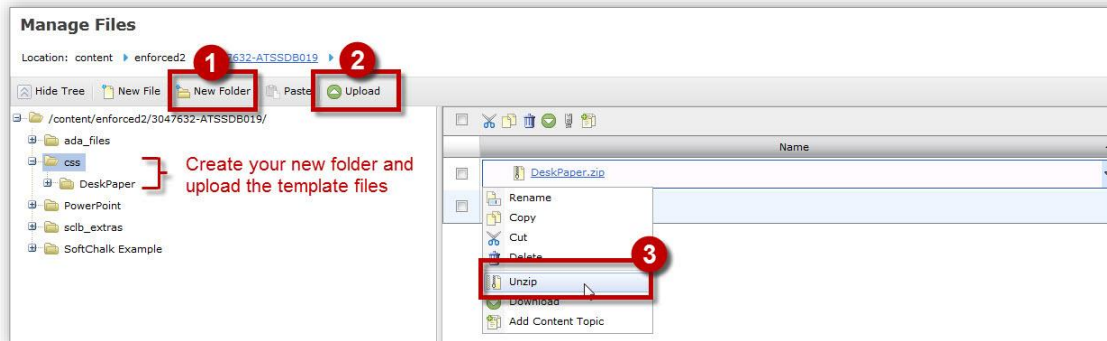 Manage Files
Location: content enforced2 7632-ATSSDB019
1
2
Hide Tree New File New Folder Paste Upload
/content/enforced2/3047632-ATSSDB019/
ada_files
css
DeskPaper
PowerPoint
sclb_extras
SoftChalk Example
Create your new folder and
upload the template files
Name
DeskPaper.zip
Rename
Copy
Cut
Delete
3
Unzip
Download
Add Content Topic